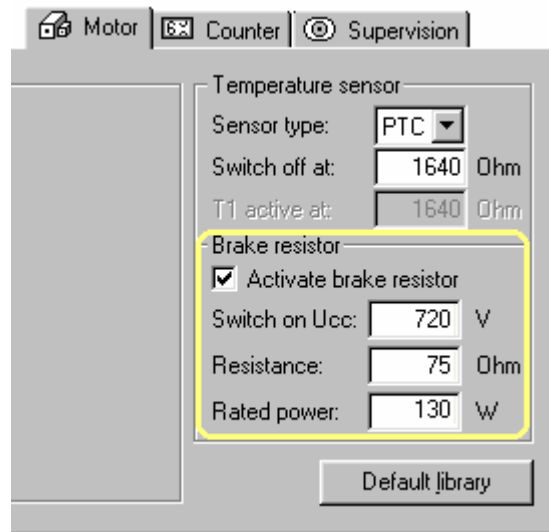 Motor Counter Supervision
Temperature sensor
Sensor type: PTC
Switch off at: 1640 Ohm
T1 active at: 1640 Ohm
Brake resistor
Activate brake resistor
Switch on Ucc: 720 V
Resistance: 75 Ohm
Rated power: 130 W
Default library